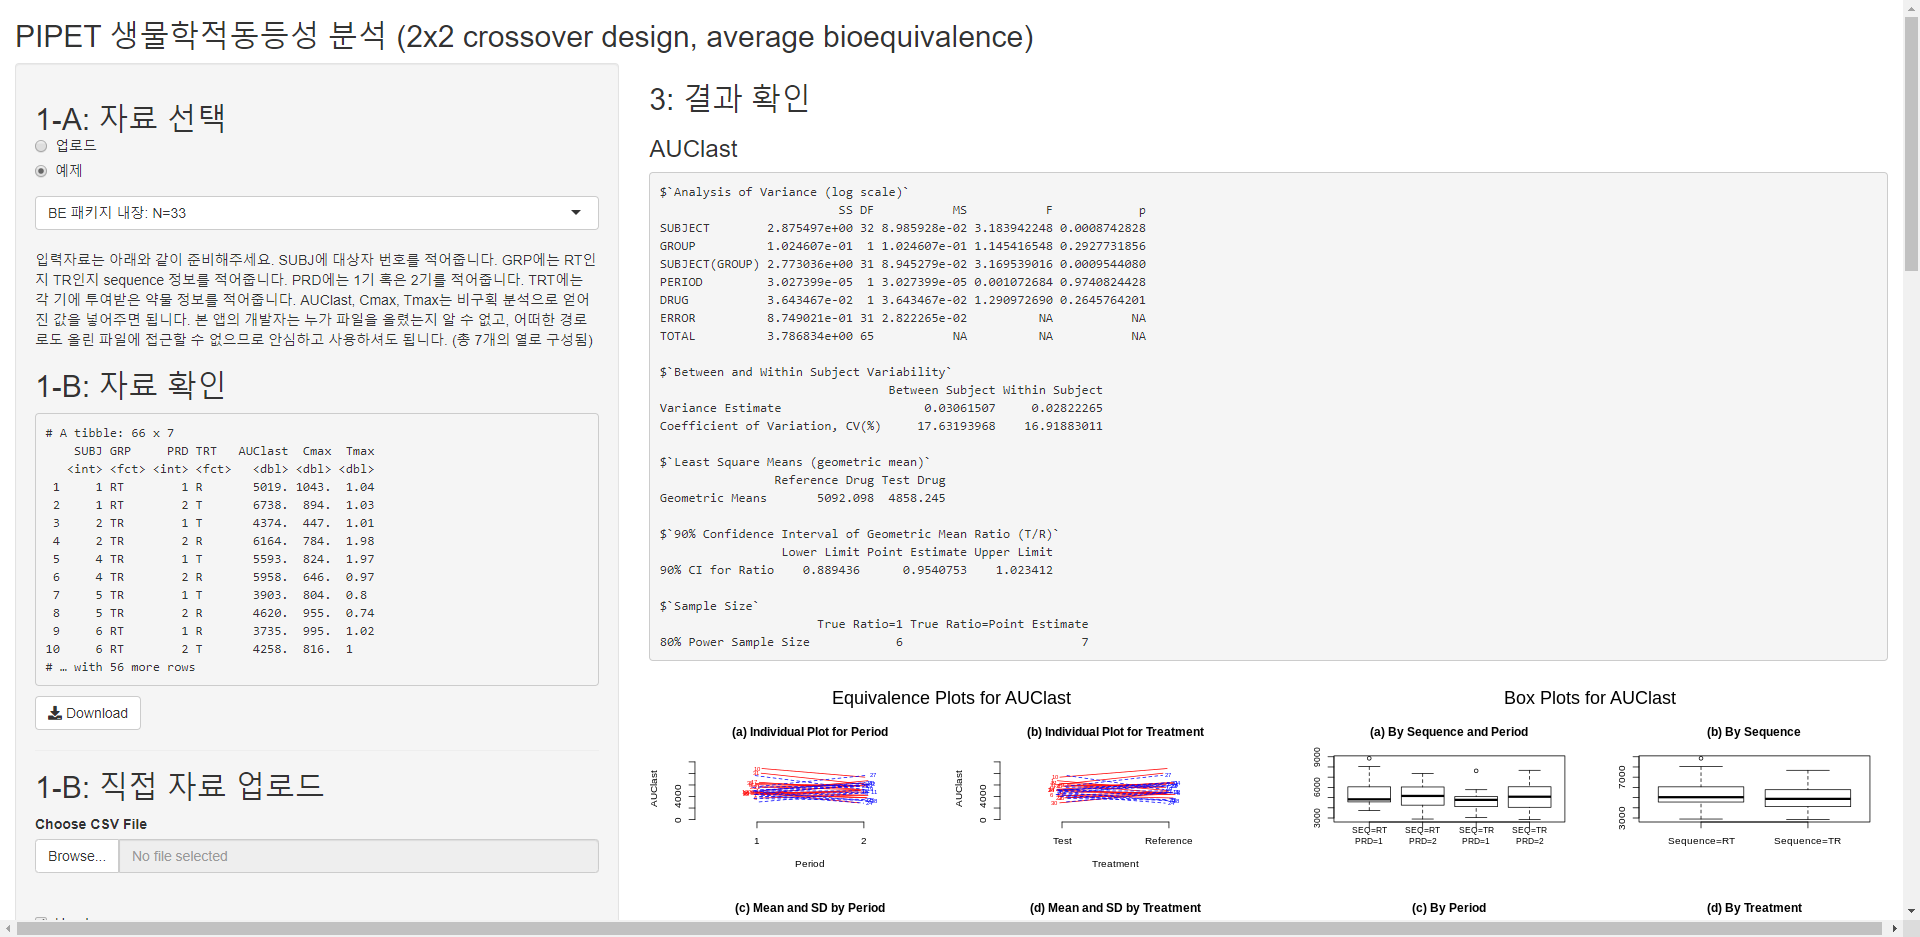 PIPET 생물학적동등성 분석 (2x2 crossover design, average bioequivalence)
1-A: 자료 선택
업로드
예제
BE 패키지 내장: N=33
입력자료는 아래와 같이 준비해주세요. SUBJ에 대상자 번호를 적어줍니다. GRP에는 RT인
지 TR인지 sequence 정보를 적어줍니다. PRD에는 1기 혹은 2기를 적어줍니다. TRT에는
각 기에 투여받은 약물 정보를 적어줍니다. AUClast, Cmax, Tmax는 비구획 분석으로 얻어
진 값을 넣어주면 됩니다. 본 앱의 개발자는 누가 파일을 올렸는지 알 수 없고, 어떠한 경로
로도 올린 파일에 접근할 수 없으므로 안심하고 사용하셔도 됩니다. (총 7개의 열로 구성됨)
1-B: 자료 확인
# A tibble: 66 x 7
SUBJ GRP PRD TRT AUClast Cmax Tmax
<int> <fct> <int> <fct> <dbl> <dbl> <dbl>
1 1 RT 1 R 5019. 1043. 1.04
2 1 RT 2 T 6738. 894. 1.03
3 2 TR 1 T 4374. 447. 1.01
4 2 TR 2 R 6164. 784. 1.98
5 4 TR 1 T 5593. 824. 1.97
6 4 TR 2 R 5958. 646. 0.97
7 5 TR 1 T 3903. 804. 0.8
8 5 TR 2 R 4620. 955. 0.74
9 6 RT 1 R 3735. 995. 1.02
10 6 RT 2 T 4258. 816. 1
# … with 56 more rows
Download
1-B: 직접 자료 업로드
Choose CSV File
Browse... No file selected
3: 결과 확인
AUClast
$`Analysis of Variance (log scale)`
SS DF MS F p
SUBJECT 2.875497e+00 32 8.985928e-02 3.183942248 0.0008742828
GROUP 1.024607e-01 1 1.024607e-01 1.145416548 0.2927731856
SUBJECT(GROUP) 2.773036e+00 31 8.945279e-02 3.169539016 0.0009544080
PERIOD 3.027399e-05 1 3.027399e-05 0.001072684 0.9740824428
DRUG 3.643467e-02 1 3.643467e-02 1.290972690 0.2645764201
ERROR 8.749021e-01 31 2.822265e-02 NA NA
TOTAL 3.786834e+00 65 NA NA NA
$`Between and Within Subject Variability`
Between Subject Within Subject
Variance Estimate 0.03061507 0.02822265
Coefficient of Variation, CV(%) 17.63193968 16.91883011
$`Least Square Means (geometric mean)`
Reference Drug Test Drug
Geometric Means 5092.098 4858.245
$`90% Confidence Interval of Geometric Mean Ratio (T/R)`
Lower Limit Point Estimate Upper Limit
90% CI for Ratio 0.889436 0.9540753 1.023412
$`Sample Size`
True Ratio=1 True Ratio=Point Estimate
80% Power Sample Size 6 7
Equivalence Plots for AUClast
(a) Individual Plot for Period
AUClast
0 4000
1 2
Period
(b) Individual Plot for Treatment
AUClast
0 4000
Test Reference
Treatment
(c) Mean and SD by Period
(d) Mean and SD by Treatment
Box Plots for AUClast
(a) By Sequence and Period
3000 6000 9000
SEQ=RT SEQ=RT SEQ=TR SEQ=TR
PRD=1 PRD=2 PRD=1 PRD=2
(b) By Sequence
3000 7000
Sequence=RT Sequence=TR
(c) By Period
(d) By Treatment